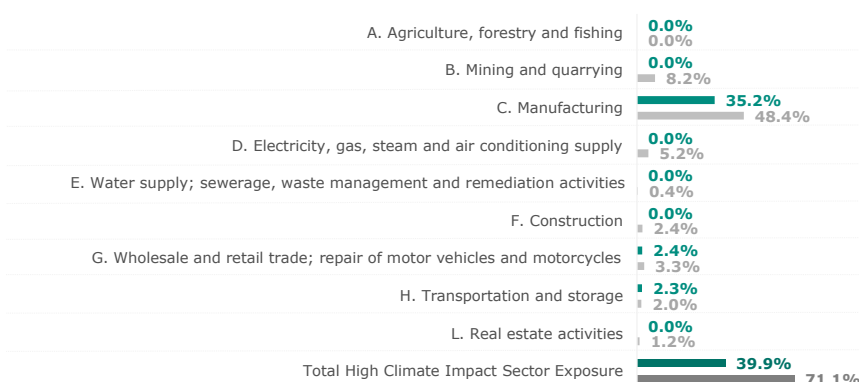 A. Agriculture, forestry and fishing
0.0%
0.0%
B. Mining and quarrying
0.0%
8.2%
C. Manufacturing
35.2%
48.4%
D. Electricity, gas, steam and air conditioning supply
0.0%
5.2%
E. Water supply; sewerage, waste management and remediation activities
0.0%
0.4%
F. Construction
0.0%
2.4%
G. Wholesale and retail trade; repair of motor vehicles and motorcycles
2.4%
3.3%
H. Transportation and storage
2.3%
2.0%
L. Real estate activities
0.0%
1.2%
Total High Climate Impact Sector Exposure
39.9%
71.1%